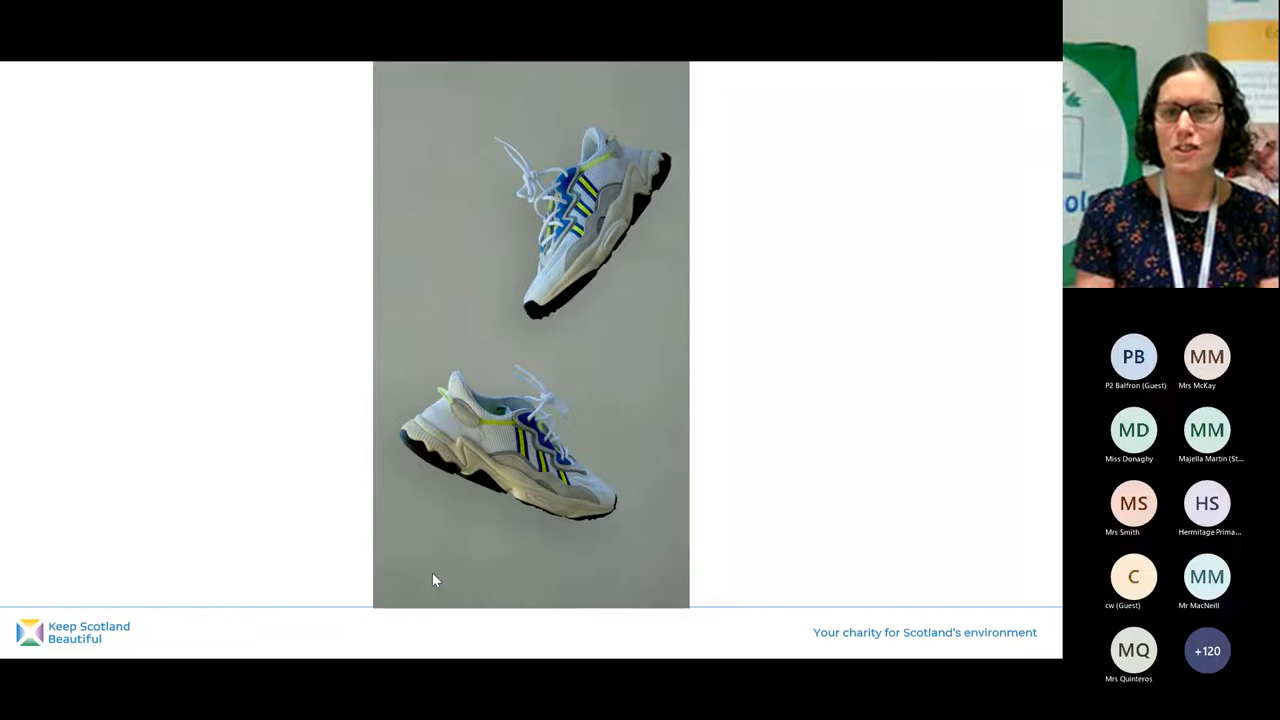 Keep Scotland
Beautiful
Your charity for Scotland's environment
ols
PB
MM
P2 Balfron (Guest)
Mrs McKay
MD
MM
Miss Donaghy
Majella Martin (St...
MS
HS
Mrs Smith
Hermitage Prima...
C
MM
cw (Guest)
Mr MacNeill
MQ
+120
Mrs Quinteros